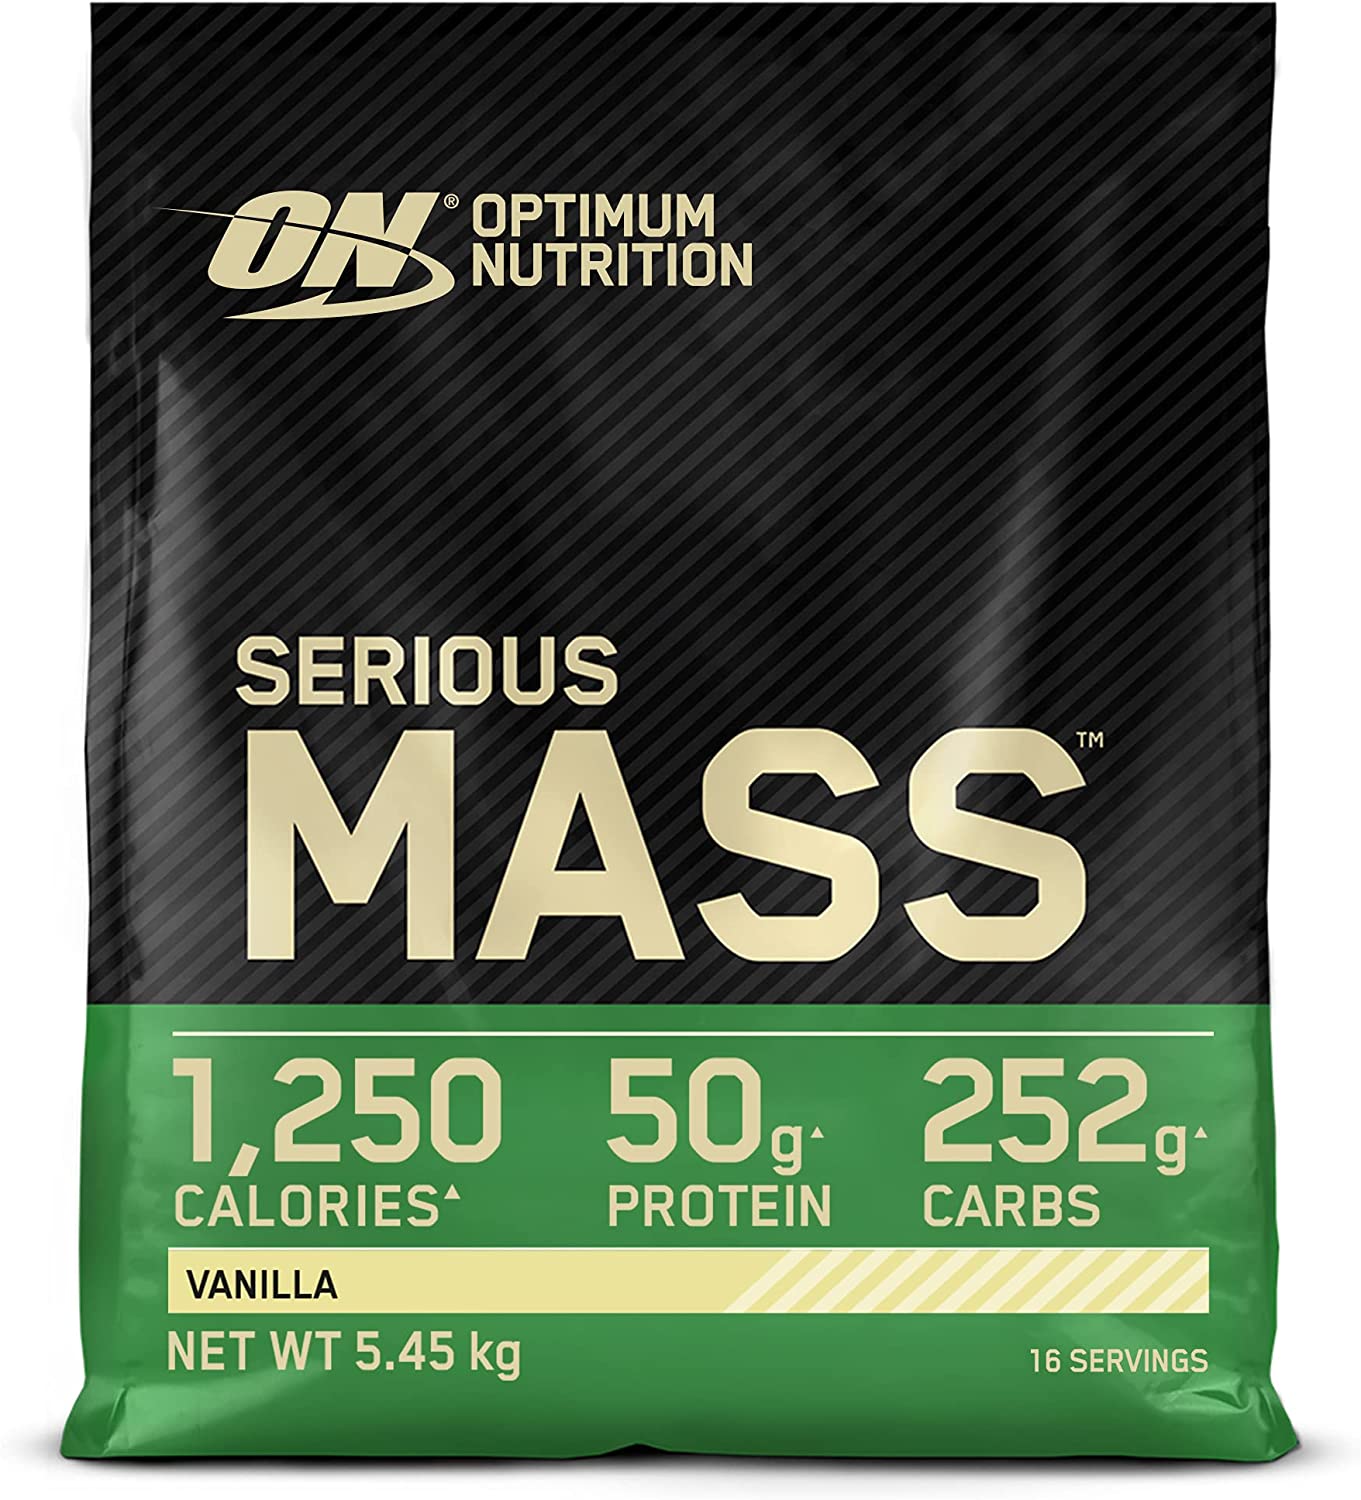 ON® OPTIMUM
NUTRITION
SERIOUS
MASS™
1,250
CALORIES▲
50g▲
PROTEIN
252g▲
CARBS
VANILLA
NET WT 5.45 kg
16 SERVINGS